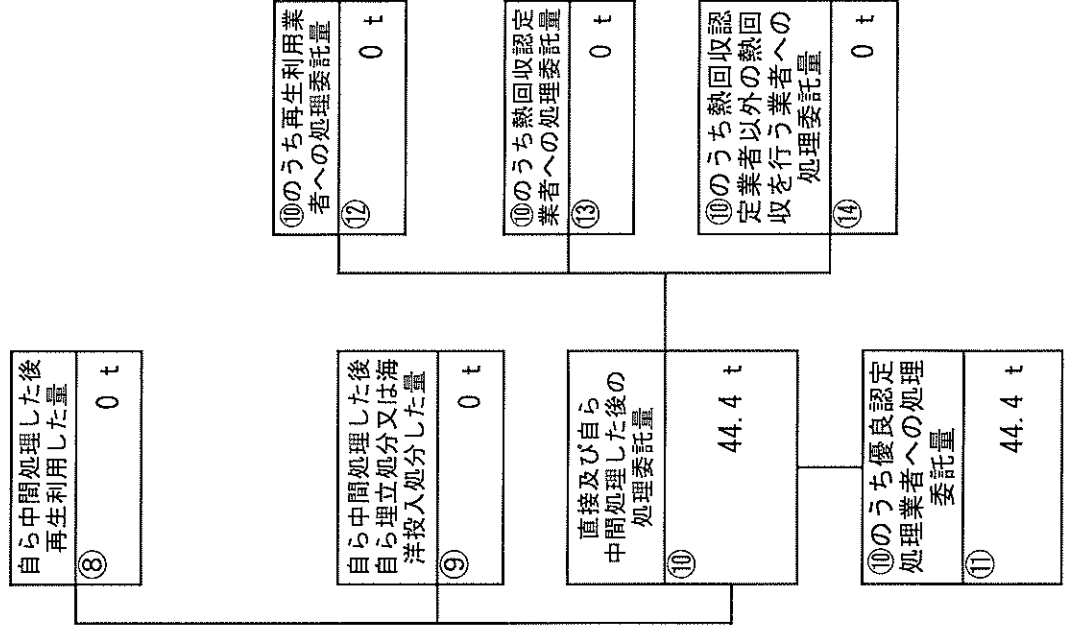 自ら中間処理した後
再生利用した量
⑧
0 t
自ら中間処理した後
自ら埋立処分又は海
洋投入処分した量
⑨
0 t
直接及び自ら
中間処理した後の
処理委託量
⑩
44.4 t
⑩のうち優良認定
処理業者への処理
委託量
⑪
44.4 t
⑩のうち再生利用業
者への処理委託量
⑫
0 t
⑩のうち熱回収認定
業者への処理委託量
⑬
0 t
⑩のうち熱回収認
定業者以外の熱回
収を行う業者への
処理委託量
⑭
0 t